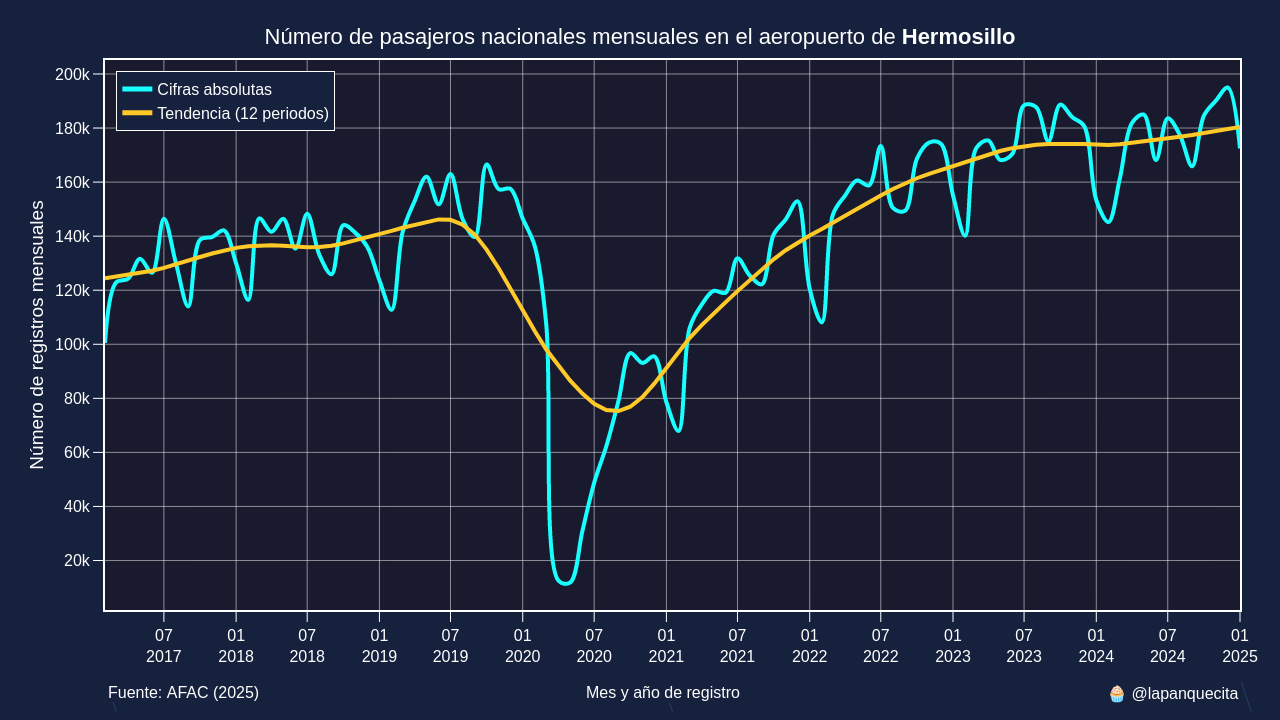 Número de pasajeros nacionales mensuales en el aeropuerto de Hermosillo
Cifras absolutas
Tendencia (12 periodos)
Número de registros mensuales
200k
180k
160k
140k
120k
100k
80k
60k
40k
20k
07 01 07 01 07 01 07 01 07 01 07 01 07 01 07 01
2017 2018 2018 2019 2019 2020 2020 2021 2021 2022 2022 2023 2023 2024 2024 2025
Fuente: AFAC (2025)
Mes y año de registro
🧁 @lapanquecita